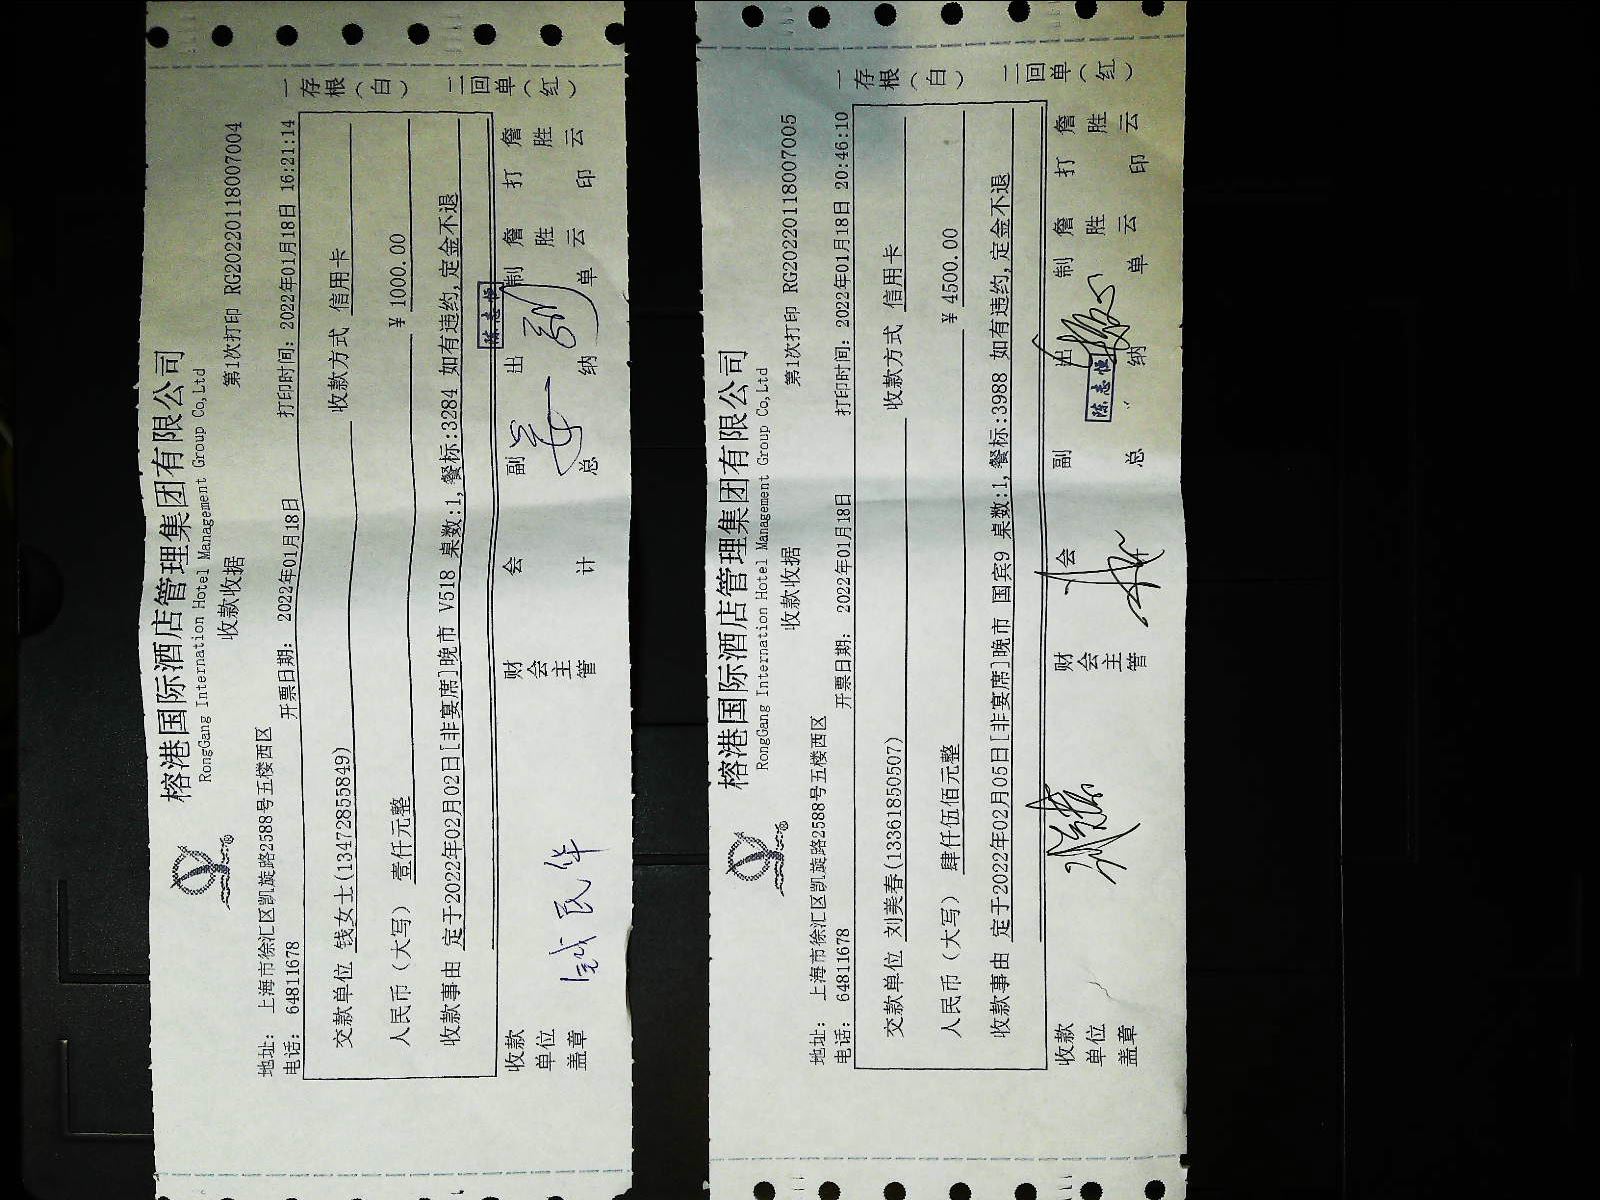 榕港国际酒店管理集团有限公司
RongGang Internation Hotel Management Group Co,Ltd
收款收据
第1次打印 RG20220118007004
地址： 上海市徐汇区凯旋路2588号五楼西区
电话： 64811678
开票日期： 2022年01月18日
打印时间： 2022年01月18日 16:21:14
交款单位 钱女士(13472855849)
收款方式 信用卡
人民币（大写） 壹仟元整
¥ 1000.00
收款事由 定于2022年02月02日[非宴席]晚市 V518 桌数:1,餐标:3284 如有违约,定金不退
收款单位盖章
财会主管
会计
副总
出纳
制单 詹胜云
打印 詹胜云
陈志恒
一存根（白）
二回单（红）
榕港国际酒店管理集团有限公司
RongGang Internation Hotel Management Group Co,Ltd
收款收据
第1次打印 RG20220118007005
地址： 上海市徐汇区凯旋路2588号五楼西区
电话： 64811678
开票日期： 2022年01月18日
打印时间： 2022年01月18日 20:46:10
交款单位 刘美春(13361850507)
收款方式 信用卡
人民币（大写） 肆仟伍佰元整
¥ 4500.00
收款事由 定于2022年02月05日[非宴席]晚市 国宾9 桌数:1,餐标:3988 如有违约,定金不退
收款单位盖章
财会主管
会计
副总
出纳
制单 詹胜云
打印 詹胜云
陈志恒
一存根（白）
二回单（红）